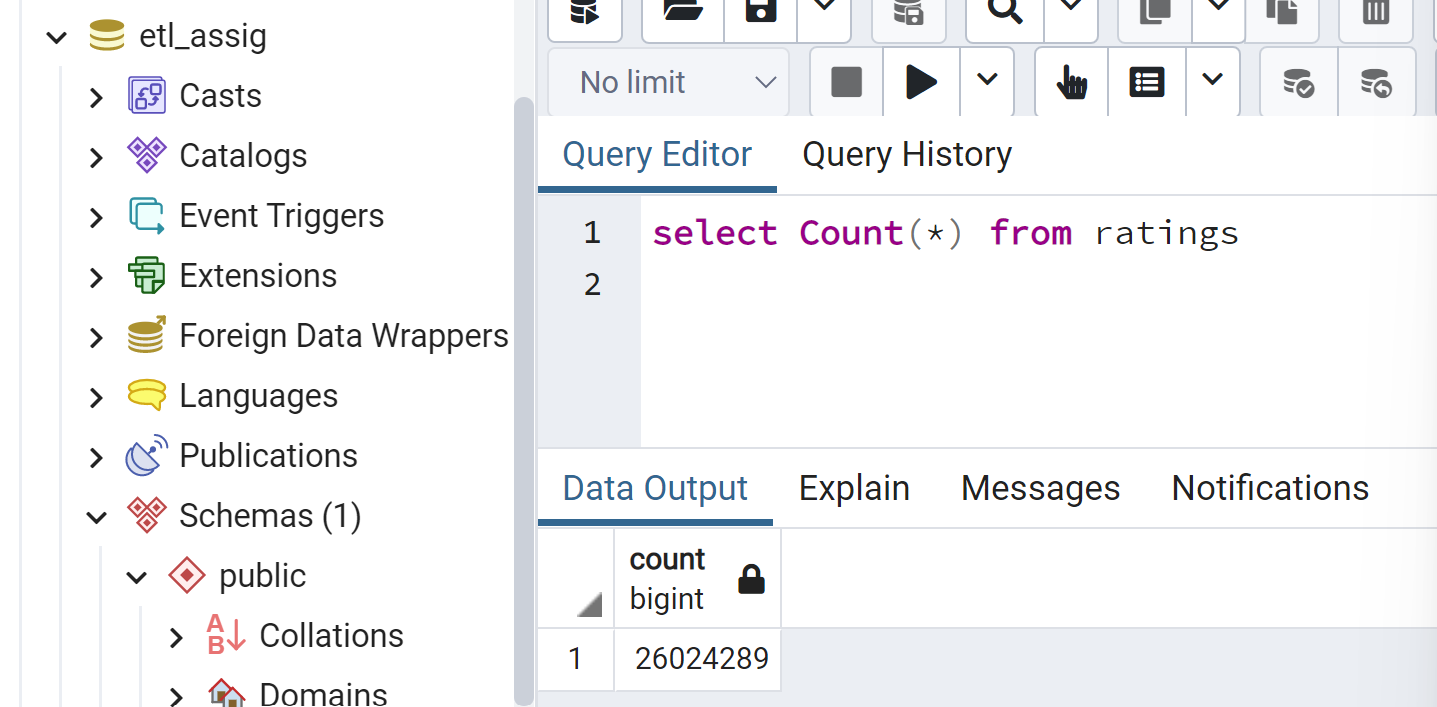 etl_assig
Casts
Catalogs
Event Triggers
Extensions
Foreign Data Wrappers
Languages
Publications
Schemas (1)
public
A
B
Collations
Domains
No limit
Query Editor Query History
1 select Count(*) from ratings
2
Data Output Explain Messages Notifications
count
bigint
1 26024289